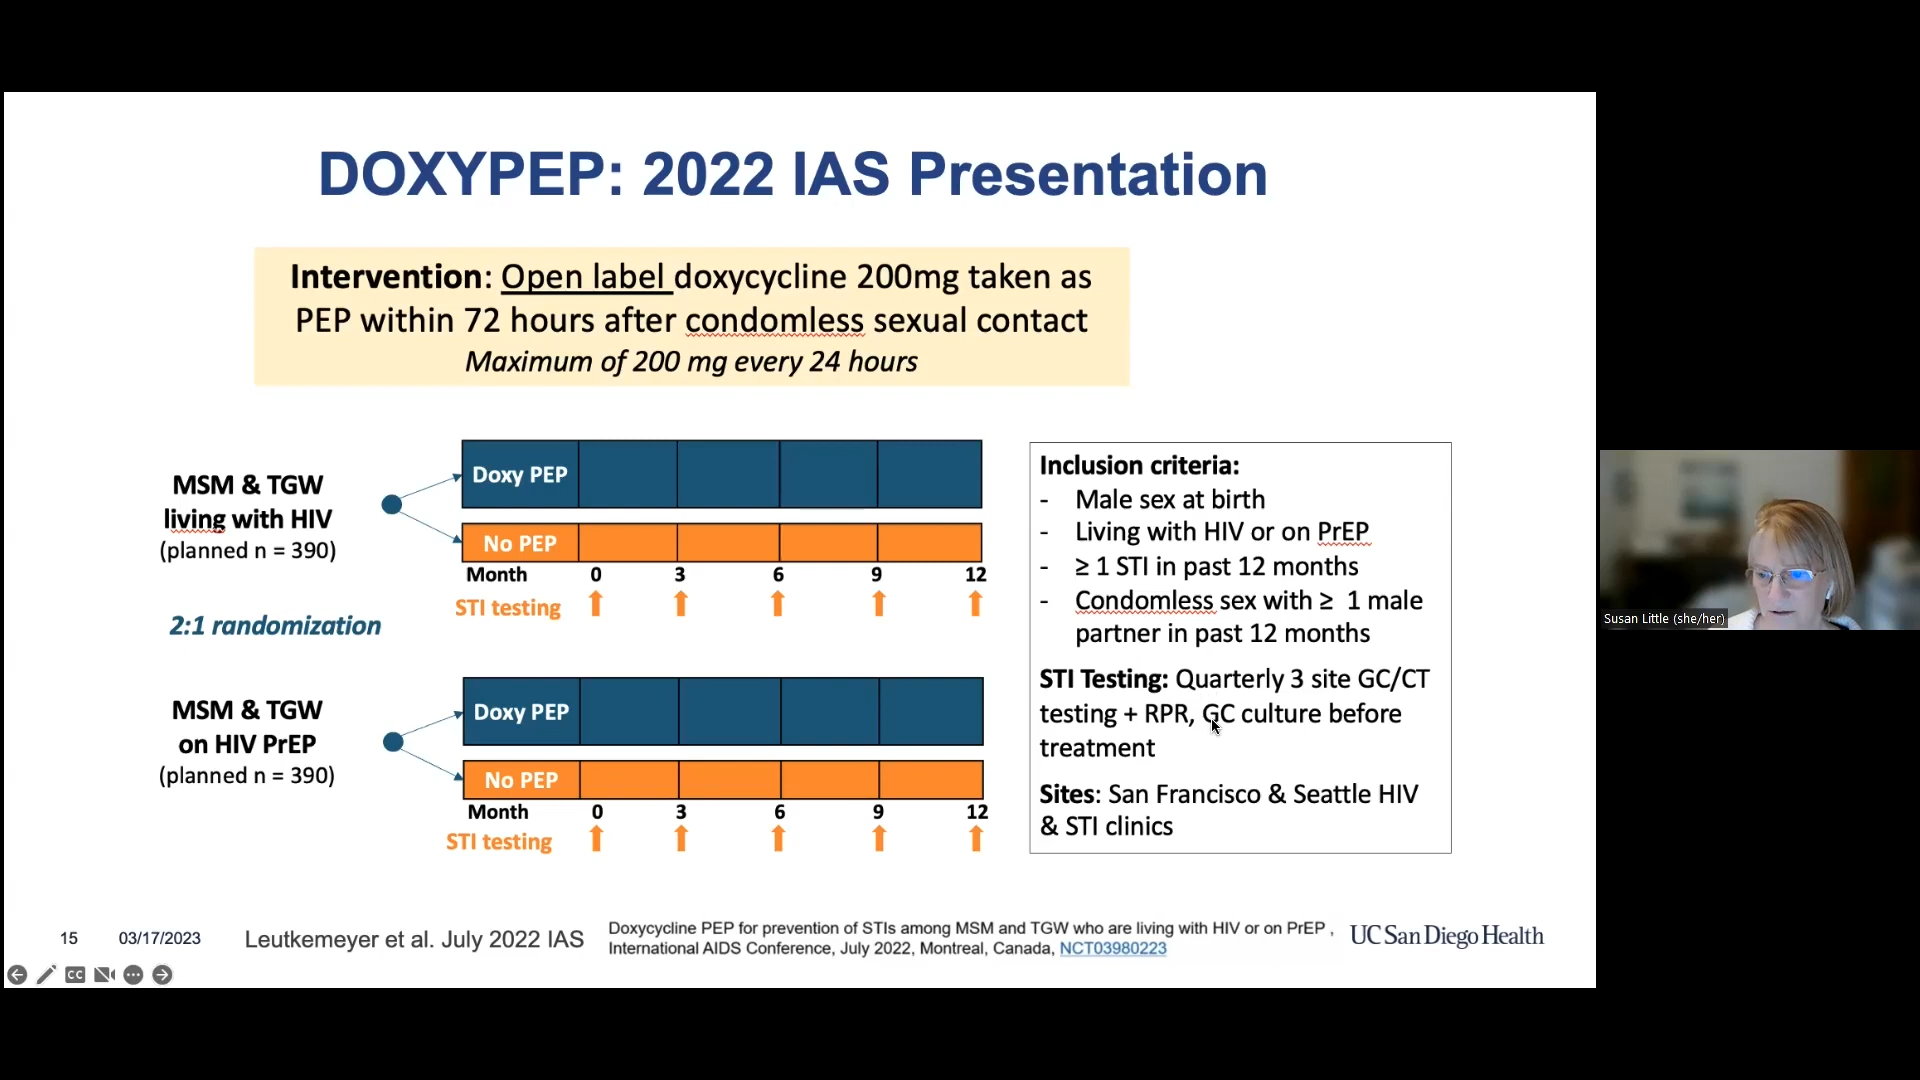 DOXYPEP: 2022 IAS Presentation
Intervention: Open label doxycycline 200mg taken as
PEP within 72 hours after condomless sexual contact
Maximum of 200 mg every 24 hours
MSM & TGW
living with HIV
(planned n = 390)
Doxy PEP
No PEP
Month 0 3 6 9 12
STI testing
2:1 randomization
MSM & TGW
on HIV PrEP
(planned n = 390)
Doxy PEP
No PEP
Month 0 3 6 9 12
STI testing
Inclusion criteria:
- Male sex at birth
- Living with HIV or on PrEP
- ≥ 1 STI in past 12 months
- Condomless sex with ≥ 1 male
partner in past 12 months
STI Testing: Quarterly 3 site GC/CT
testing + RPR, GC culture before
treatment
Sites: San Francisco & Seattle HIV
& STI clinics
15 03/17/2023 Leutkemeyer et al. July 2022 IAS
Doxycycline PEP for prevention of STIs among MSM and TGW who are living with HIV or on PrEP ,
International AIDS Conference, July 2022, Montreal, Canada, NCT03980223
UC San Diego Health
CC
Susan Little (she/her)